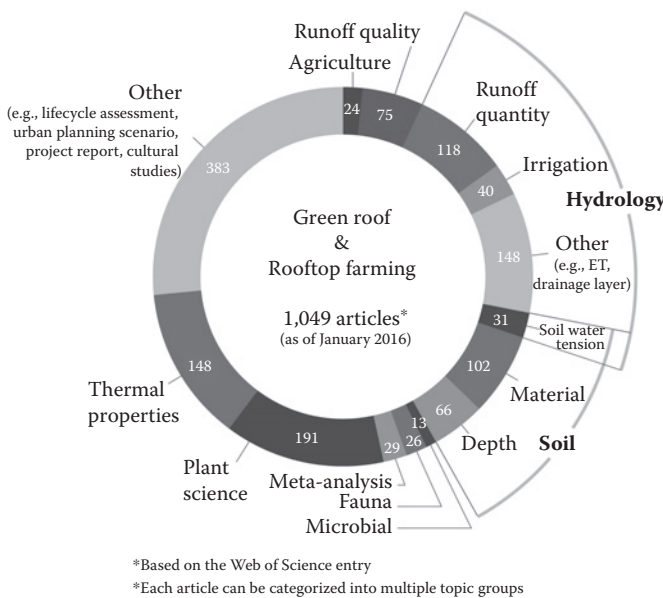 Runoff quality
Agriculture
Other
(e.g., lifecycle assessment,
urban planning scenario,
project report, cultural
studies)
383
24
75
118
Runoff
quantity
40
Irrigation
Hydrology
148
Other
(e.g., ET,
drainage layer)
31
Soil water
tension
102
Material
66
Depth
Soil
13
26
29
Microbial
Fauna
Meta-analysis
191
Plant
science
148
Thermal
properties
Green roof
&
Rooftop farming
1,049 articles*
(as of January 2016)
*Based on the Web of Science entry
*Each article can be categorized into multiple topic groups